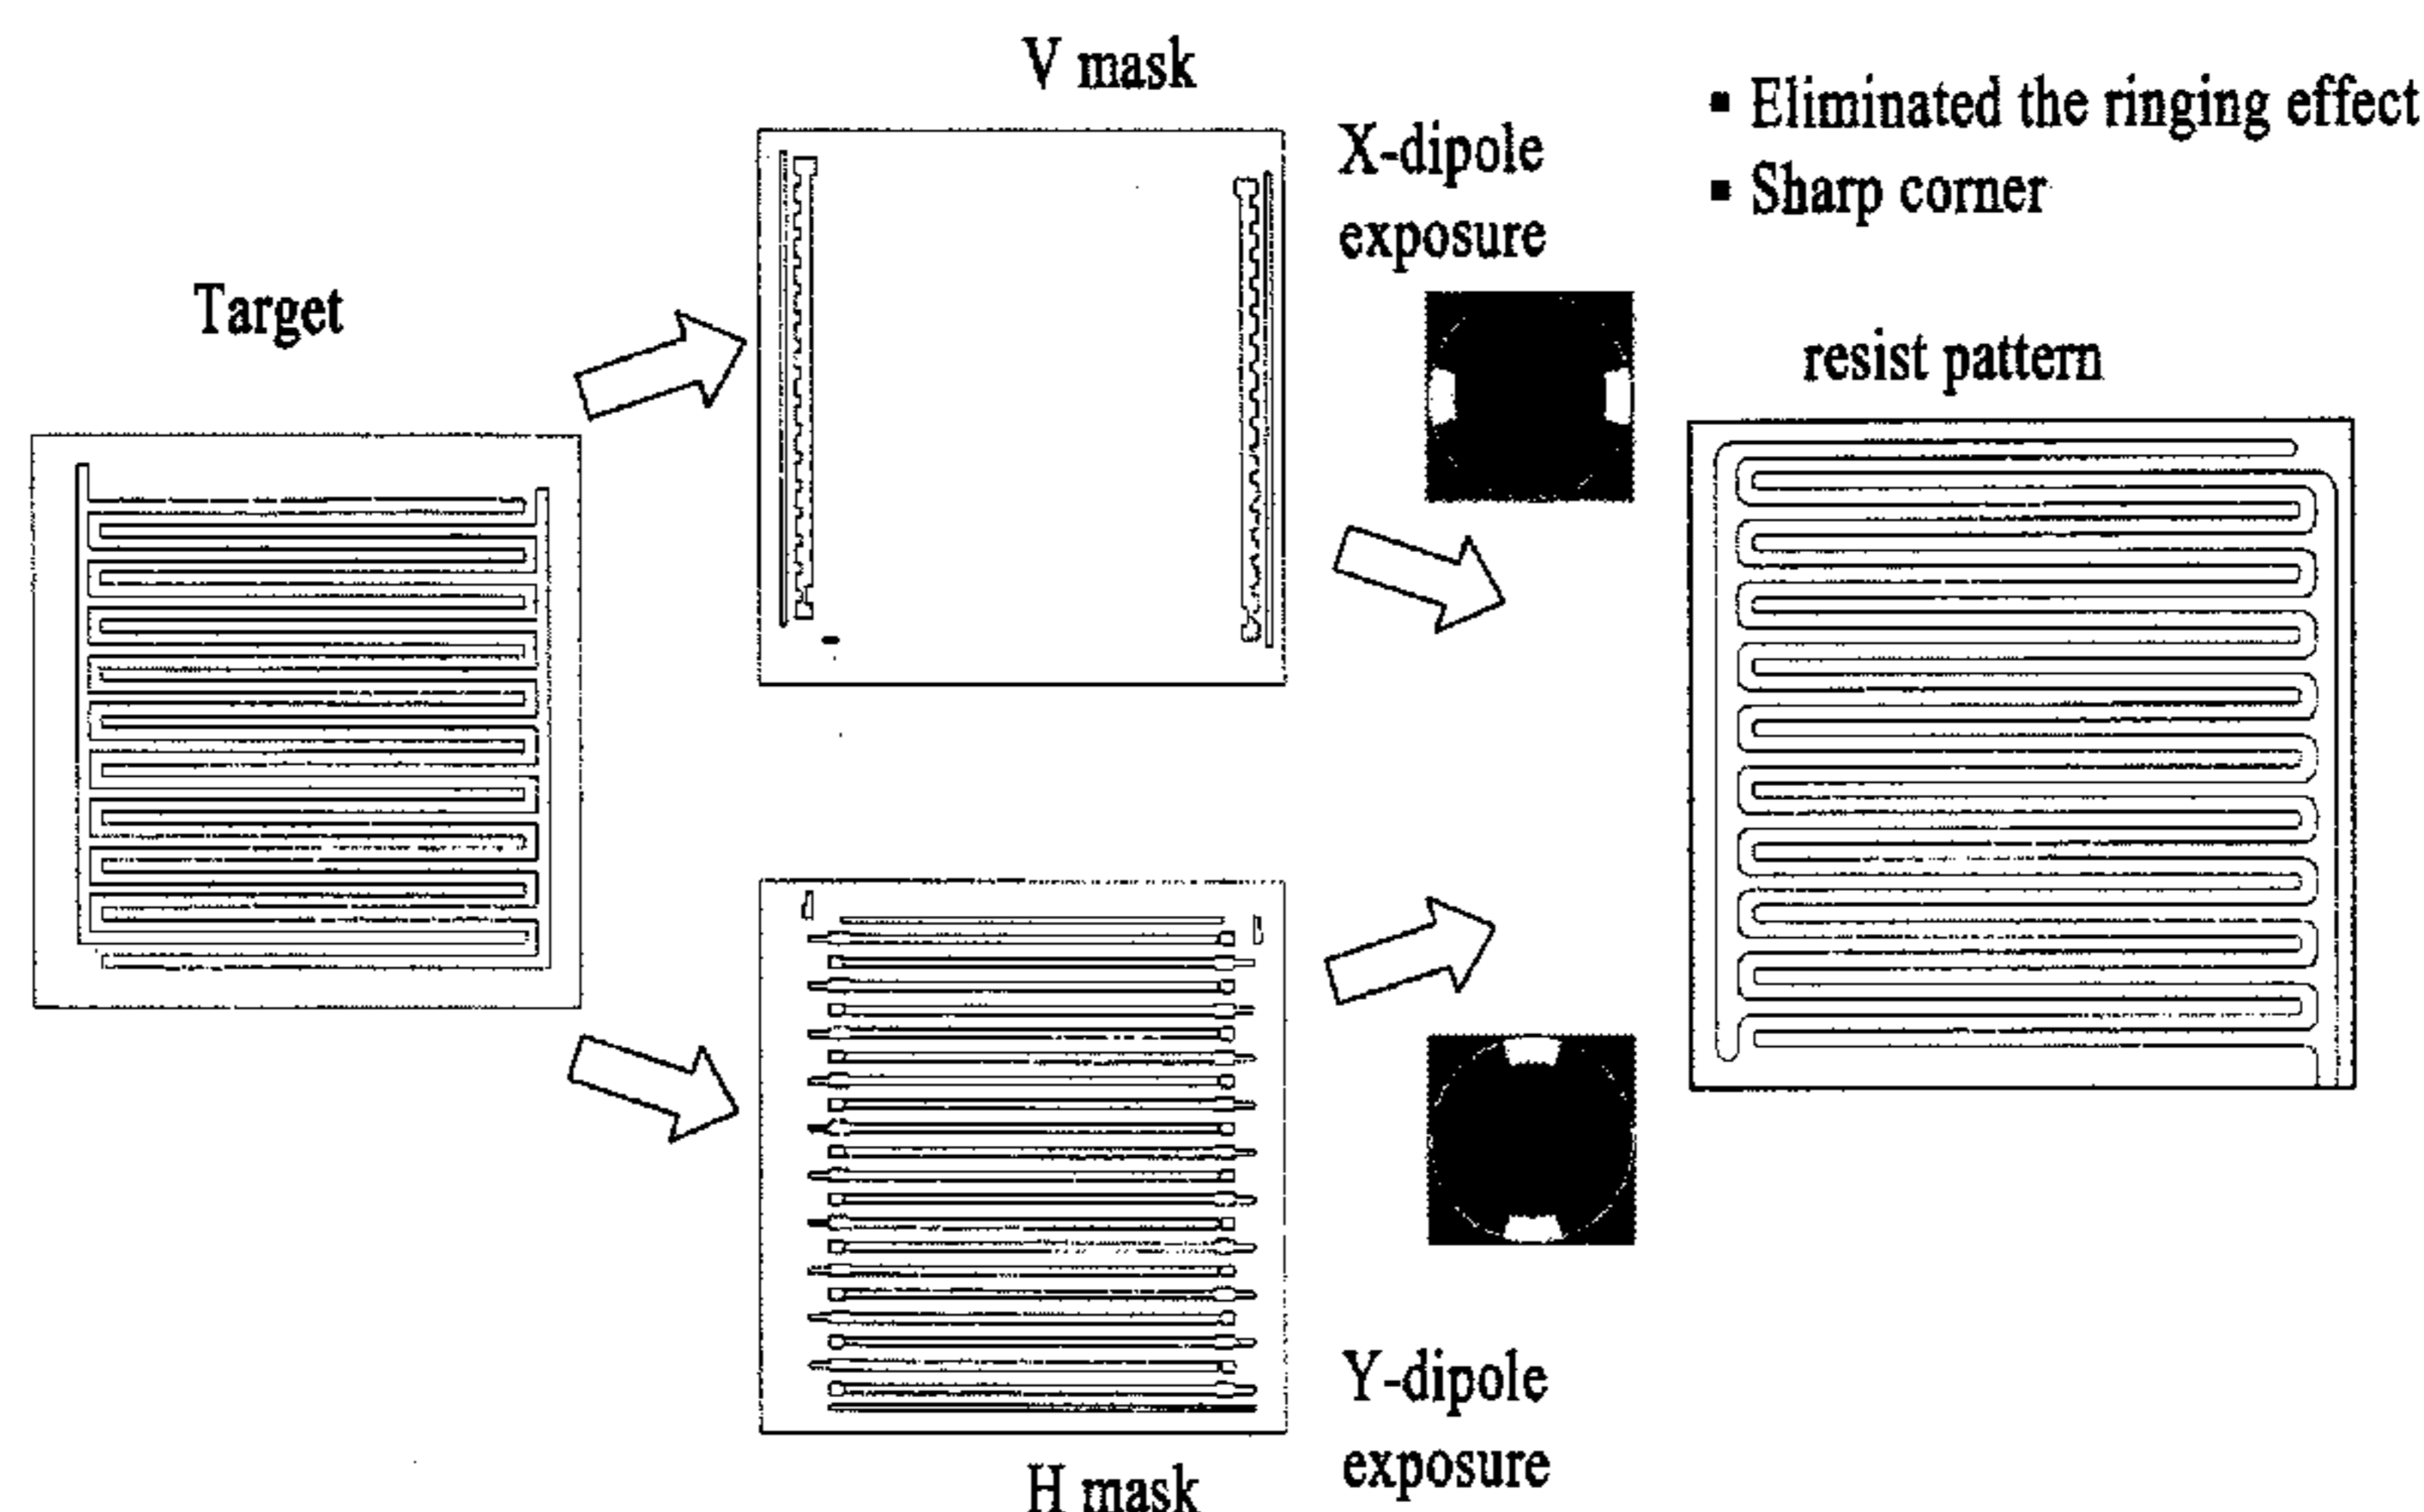 V mask
▪ Eliminated the ringing effect
▪ Sharp corner
X-dipole
exposure
Target
resist pattern
Y-dipole
exposure
H mask